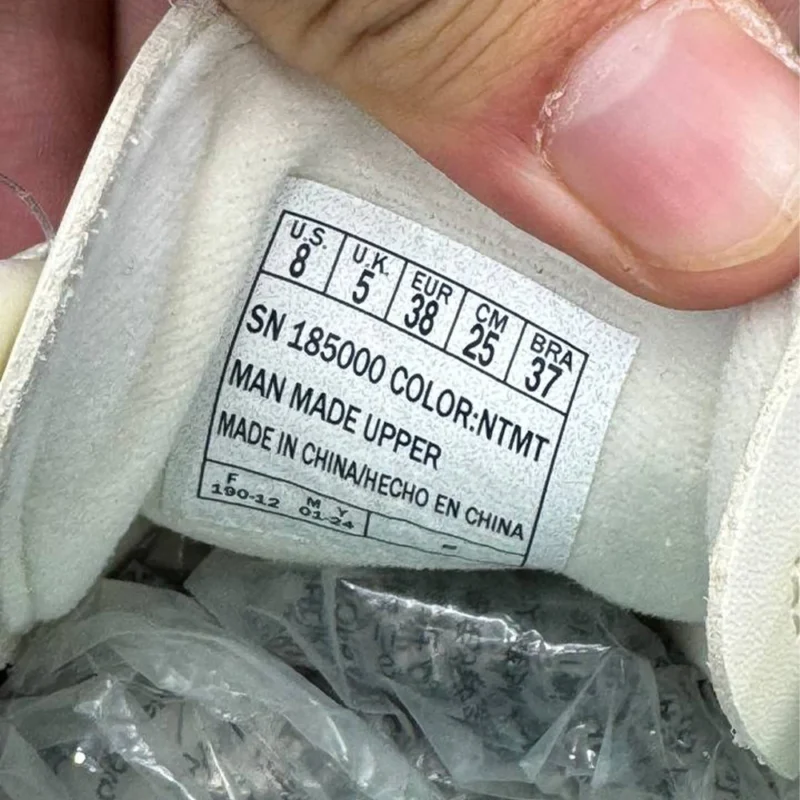 U.S. U.K. EUR CM BRA
8 5 38 25 37
SN 185000 COLOR:NTMT
MAN MADE UPPER
MADE IN CHINA/HECHO EN CHINA
F M Y
190-12 01-24 -